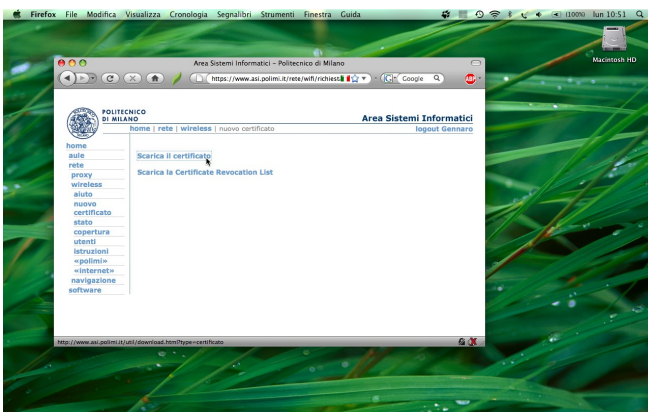 Firefox File Modifica Visualizza Cronologia Segnalibri Strumenti Finestra Guida (100%) lun 10:51
Macintosh HD
Area Sistemi Informatici - Politecnico di Milano
https://www.asi.polimi.it/rete/wifi/richiest
Google
ABP
POLITECNICO
DI MILANO
Area Sistemi Informatici
home | rete | wireless | nuovo certificato
logout Gennaro
home
aule
rete
proxy
wireless
aiuto
nuovo
certificato
stato
copertura
utenti
istruzioni
«polimi»
«internet»
navigazione
software
Scarica il certificato
Scarica la Certificate Revocation List
http://www.asi.polimi.it/util/download.html?type=certificato